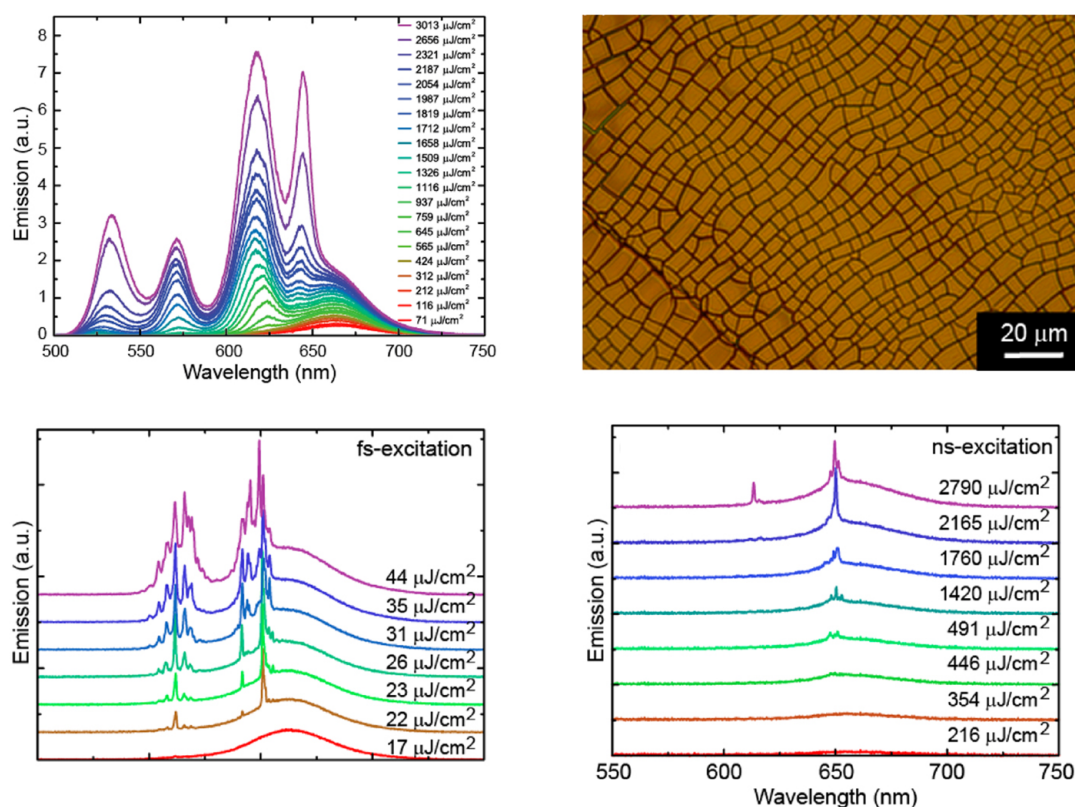 3013 μJ/cm²
2656 μJ/cm²
2321 μJ/cm²
2187 μJ/cm²
2054 μJ/cm²
1987 μJ/cm²
1819 μJ/cm²
1712 μJ/cm²
1658 μJ/cm²
1509 μJ/cm²
1326 μJ/cm²
1116 μJ/cm²
937 μJ/cm²
759 μJ/cm²
645 μJ/cm²
565 μJ/cm²
424 μJ/cm²
312 μJ/cm²
212 μJ/cm²
116 μJ/cm²
71 μJ/cm²
8
7
6
5
4
3
2
1
0
Emission (a.u.)
500 550 600 650 700 750
Wavelength (nm)
20 μm
fs-excitation
Emission (a.u.)
44 μJ/cm²
35 μJ/cm²
31 μJ/cm²
26 μJ/cm²
23 μJ/cm²
22 μJ/cm²
17 μJ/cm²
ns-excitation
Emission (a.u.)
2790 μJ/cm²
2165 μJ/cm²
1760 μJ/cm²
1420 μJ/cm²
491 μJ/cm²
446 μJ/cm²
354 μJ/cm²
216 μJ/cm²
550 600 650 700 750
Wavelength (nm)